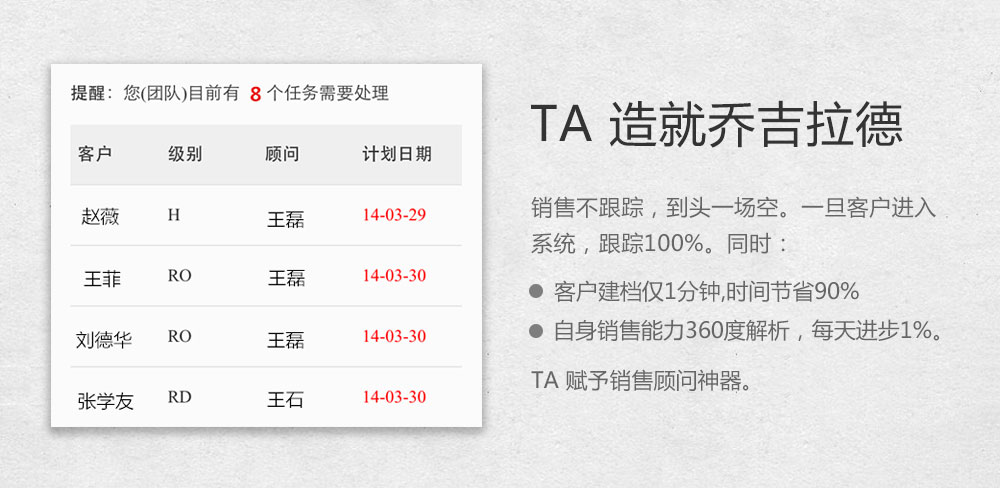 提醒：您(团队)目前有 8 个任务需要处理
客户 级别 顾问 计划日期
赵薇 H 王磊 14-03-29
王菲 RO 王磊 14-03-30
刘德华 RO 王磊 14-03-30
张学友 RD 王石 14-03-30
TA 造就乔吉拉德
销售不跟踪，到头一场空。一旦客户进入
系统，跟踪100%。同时：
● 客户建档仅1分钟,时间节省90%
● 自身销售能力360度解析，每天进步1%。
TA 赋予销售顾问神器。